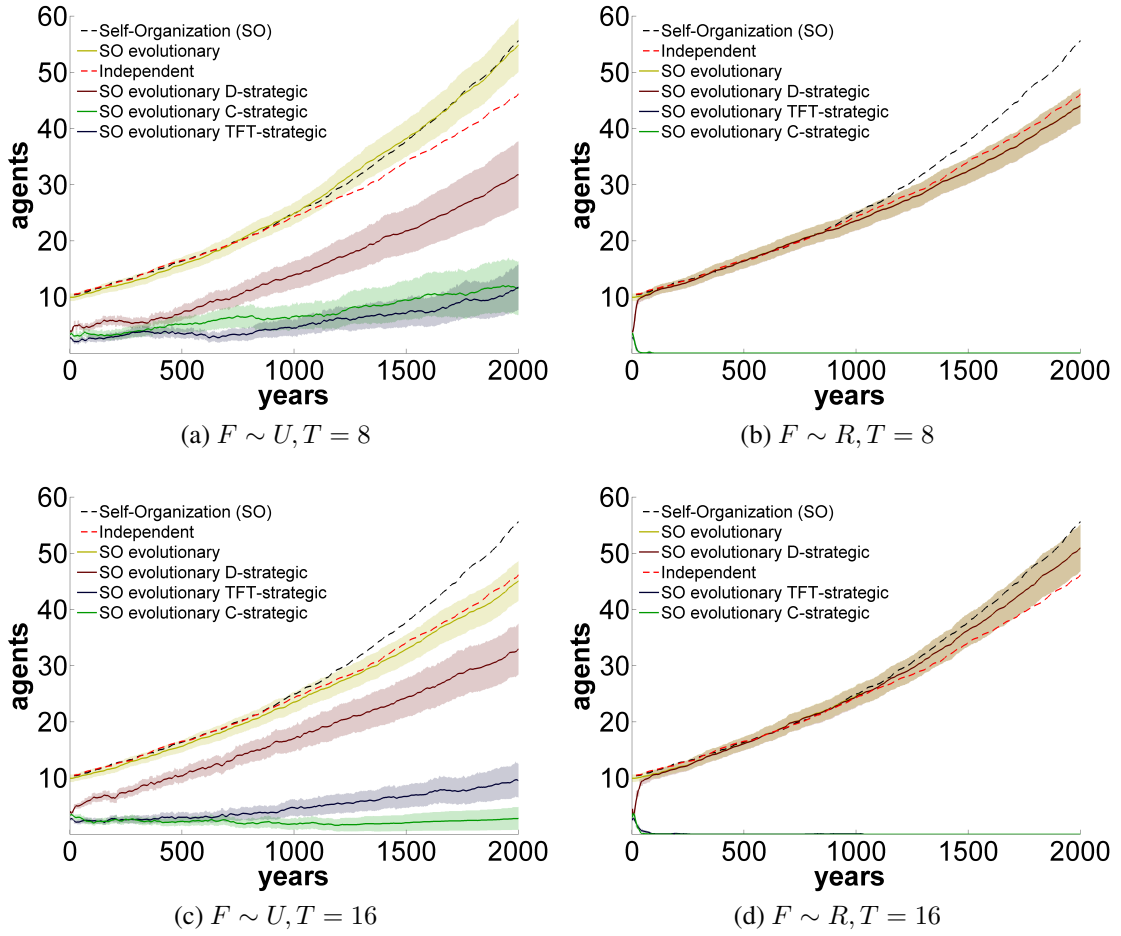 60
50
40
30
20
10
agents
Self-Organization (SO)
SO evolutionary
Independent
SO evolutionary D-strategic
SO evolutionary C-strategic
SO evolutionary TFT-strategic
0 500 1000 1500 2000
years
(a) F ∼ U, T = 8
60
50
40
30
20
10
agents
Self-Organization (SO)
Independent
SO evolutionary
SO evolutionary D-strategic
SO evolutionary TFT-strategic
SO evolutionary C-strategic
0 500 1000 1500 2000
years
(b) F ∼ R, T = 8
60
50
40
30
20
10
agents
Self-Organization (SO)
Independent
SO evolutionary
SO evolutionary D-strategic
SO evolutionary TFT-strategic
SO evolutionary C-strategic
0 500 1000 1500 2000
years
(c) F ∼ U, T = 16
60
50
40
30
20
10
agents
Self-Organization (SO)
SO evolutionary
SO evolutionary D-strategic
Independent
SO evolutionary TFT-strategic
SO evolutionary C-strategic
0 500 1000 1500 2000
years
(d) F ∼ R, T = 16